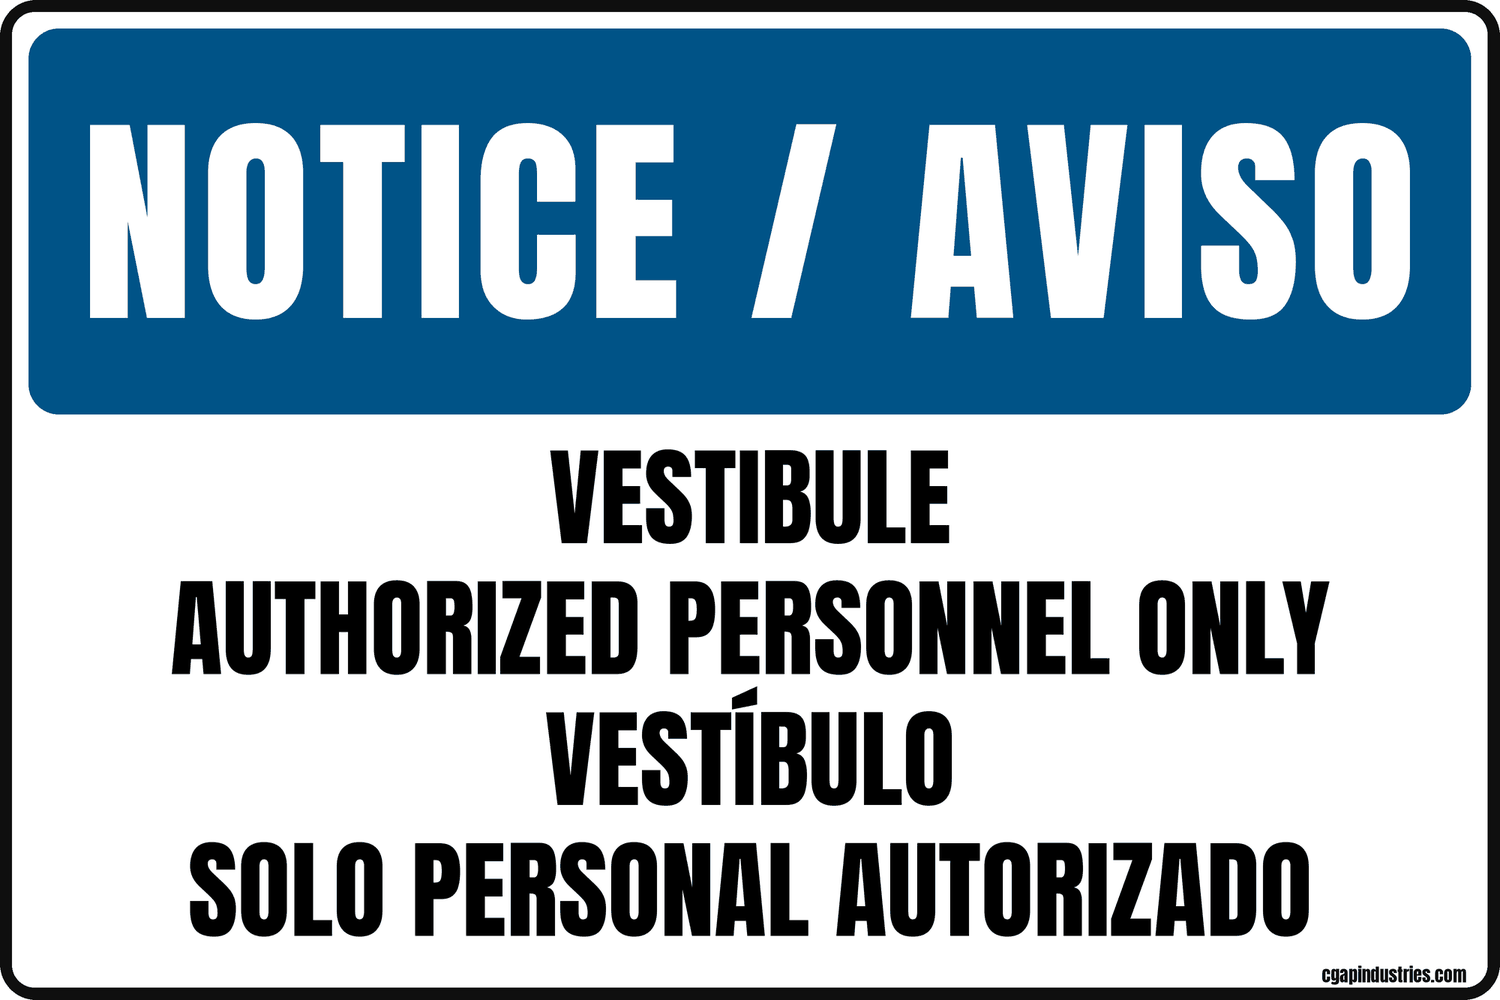 NOTICE / AVISO
VESTIBULE
AUTHORIZED PERSONNEL ONLY
VESTÍBULO
SOLO PERSONAL AUTORIZADO
cgapindustries.com